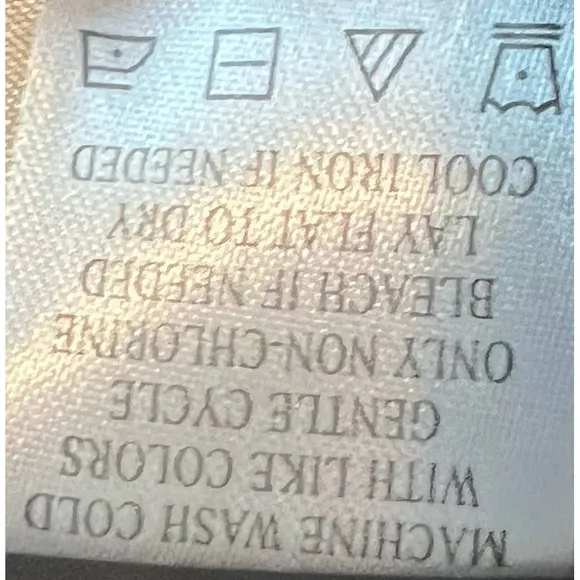 MACHINE WASH COLD
WITH LIKE COLORS
GENTLE CYCLE
ONLY NON-CHLORINE
BLEACH IF NEEDED
LAY FLAT TO DRY
COOL IRON IF NEEDED